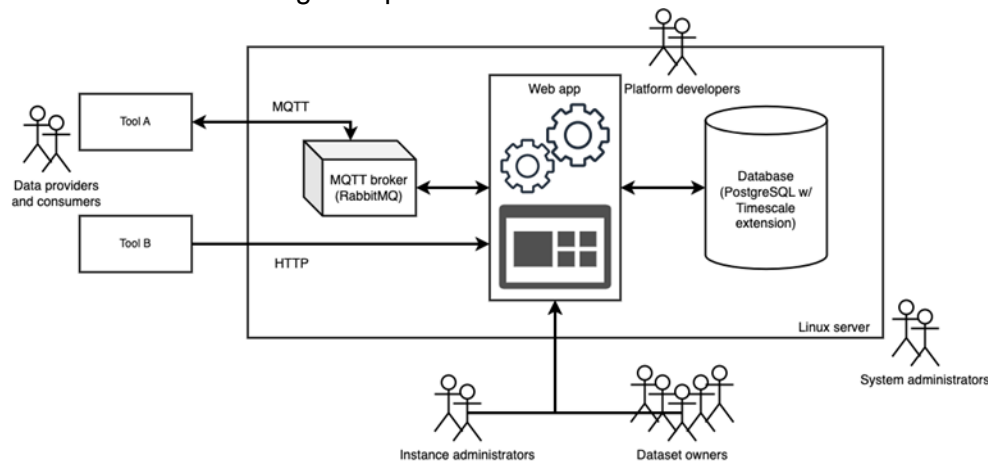 MQTT
Web app
Platform developers
Tool A
Data providers
and consumers
MQTT broker
(RabbitMQ)
Database
(PostgreSQL w/
Timescale
extension)
Tool B
HTTP
Linux server
System administrators
Instance administrators
Dataset owners